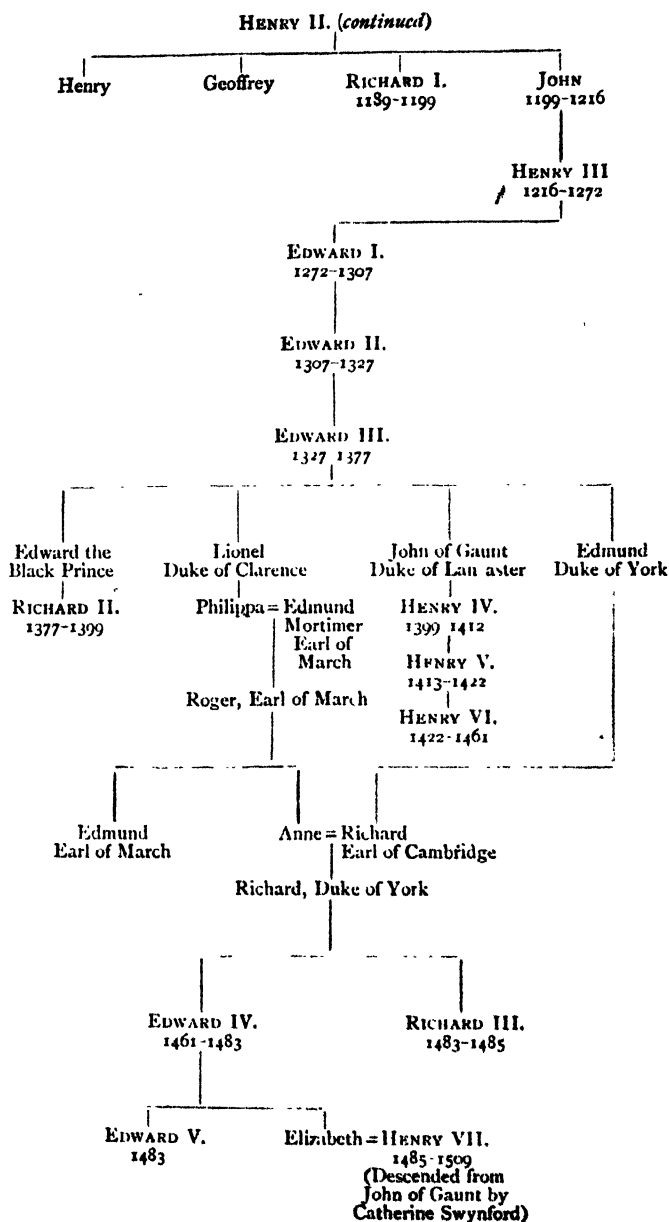 HENRY II. (continued)
Henry Geoffrey RICHARD I. JOHN
1189-1199 1199-1216
HENRY III
1216-1272
EDWARD I.
1272-1307
EDWARD II.
1307-1327
EDWARD III.
1327 1377
Edward the Black Prince
Lionel Duke of Clarence
John of Gaunt Duke of Lan aster
Edmund Duke of York
RICHARD II.
1377-1399
Philippa = Edmund
Mortimer
Earl of
March
HENRY IV.
1399 1412
HENRY V.
1413-1422
HENRY VI.
1422-1461
Roger, Earl of March
Edmund
Earl of March
Anne = Richard
Earl of Cambridge
Richard, Duke of York
EDWARD IV.
1461-1483
RICHARD III.
1483-1485
EDWARD V.
1483
Elizabeth = HENRY VII.
1485-1509
(Descended from
John of Gaunt by
Catherine Swynford)